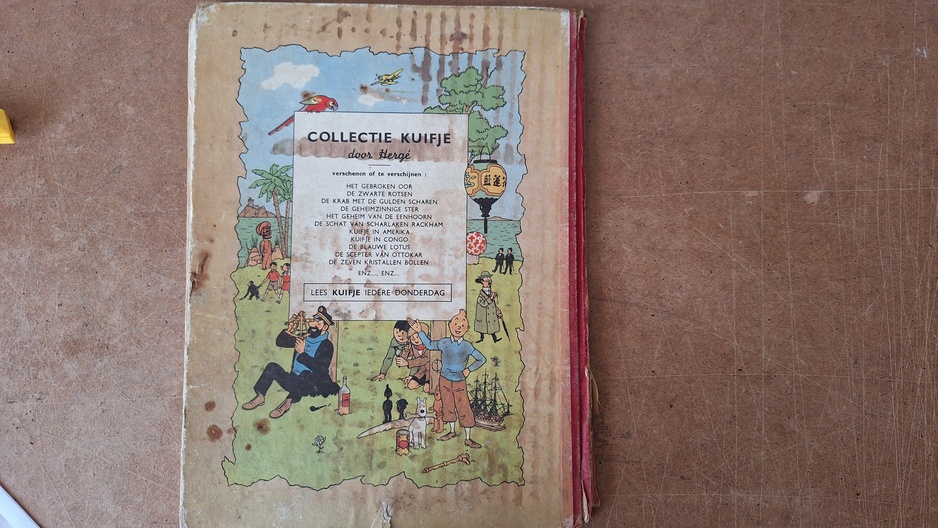 COLLECTIE KUIFJE
door Hergé
verschenen of te verschijnen :
HET GEBROKEN OOR
DE ZWARTE ROTSEN
DE KRAB MET DE GULDEN SCHAREN
DE GEHEIMZINNIGE STER
HET GEHEIM VAN DE EENHOORN
DE SCHAT VAN SCHARLAKEN RACKHAM
KUIFJE IN AMERIKA
KUIFJE IN CONGO
DE BLAUWE LOTUS
DE SCEPTER VAN OTTOKAR
DE ZEVEN KRISTALLEN BOLLEN
ENZ..., ENZ...
LEES KUIFJE IEDERE DONDERDAG